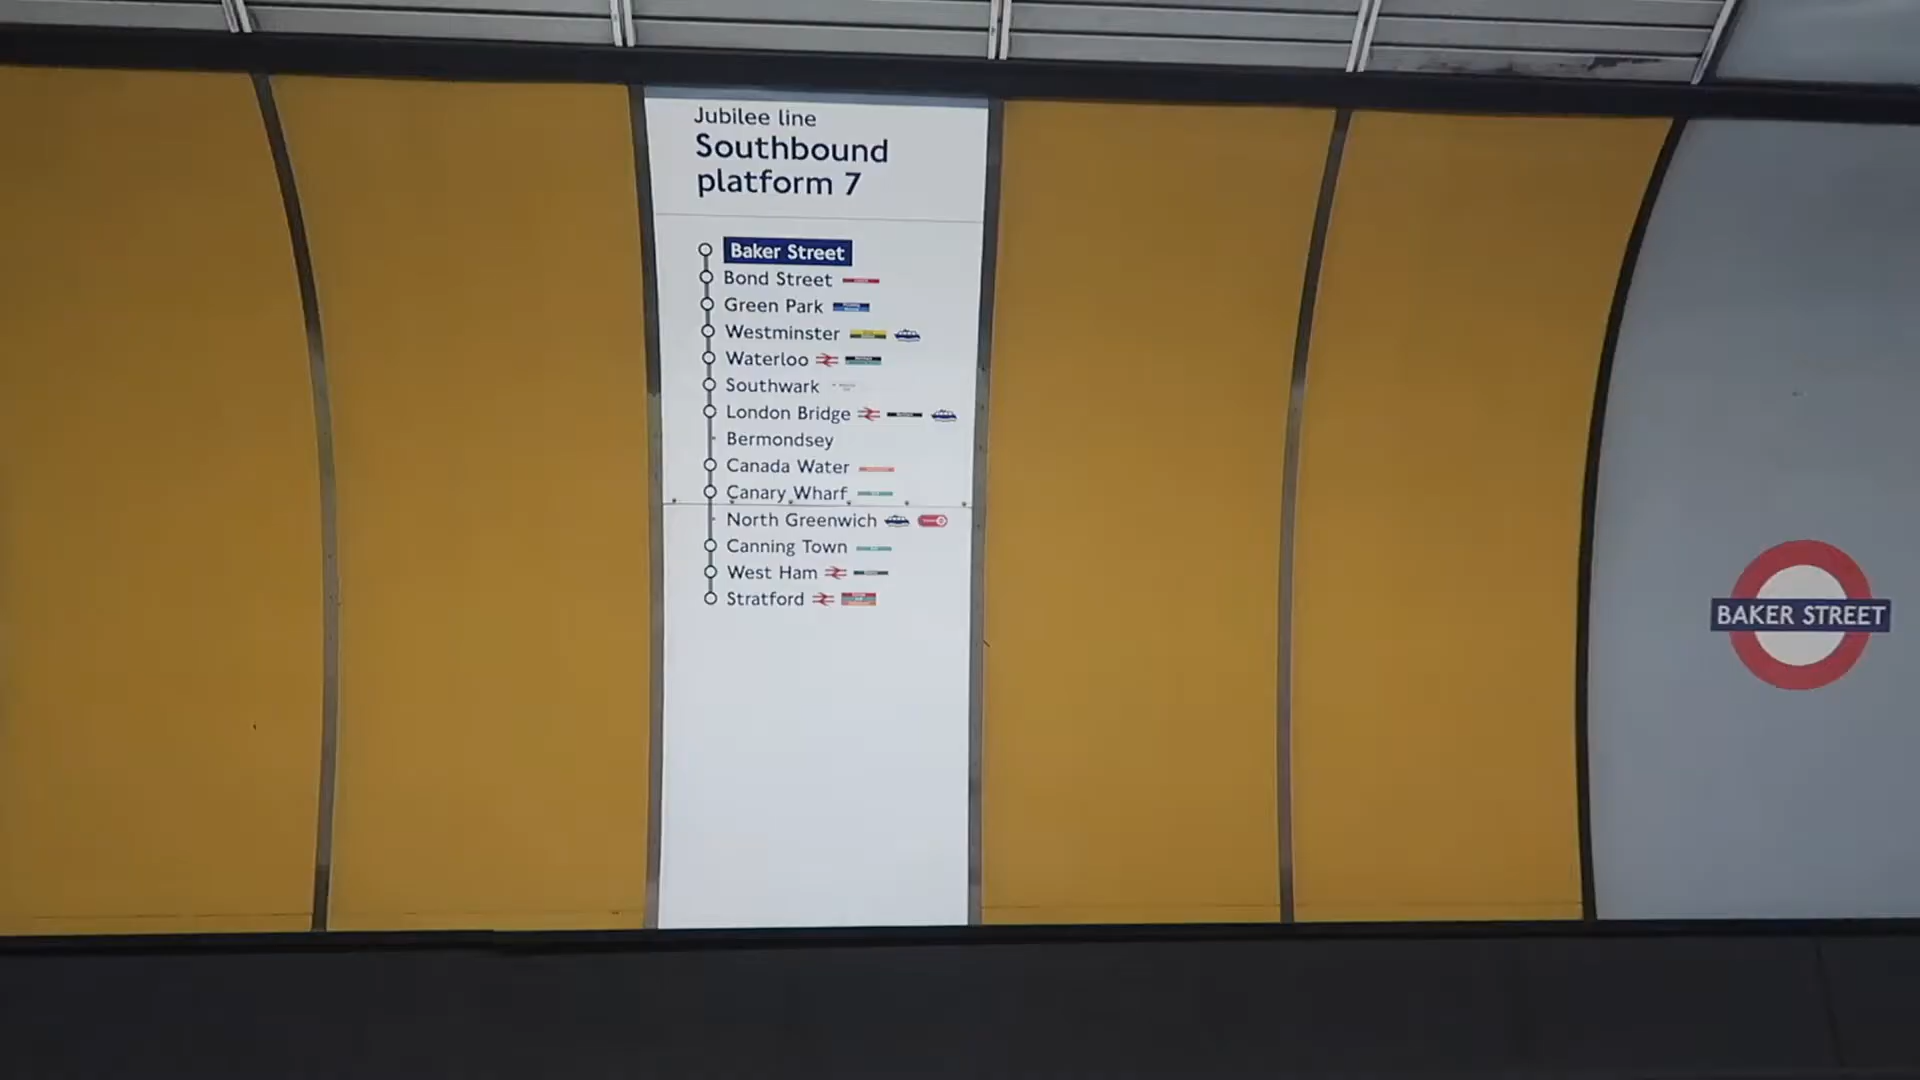 Jubilee line
Southbound
platform 7
Baker Street
Bond Street
Green Park
Westminster
Waterloo
Southwark
London Bridge
Bermondsey
Canada Water
Canary Wharf
North Greenwich
Canning Town
West Ham
Stratford
BAKER STREET